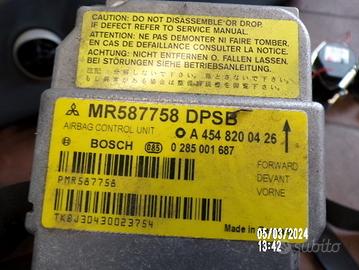 DO NOT DISASSEMBLE OR DROP.
IF DEFECT REFER TO SERVICE MANUAL.
ATTENTION: NE PAS DEMONTER NI FAIRE TOMBER.
EN CAS DE DEFAILLANCE CONSULTER LA NOTICE.
ACHTUNG: NICHT ENTFERNEN O. FALLEN LASSEN.
BEI STÖRUNGEN SIEHE BETRIEBSANLEITUNG.
MR587758 DPSB
AIRBAG CONTROL UNIT
A 454 820 04 26
BOSCH
0 285 001 687
FORWARD
DEVANT
VORNE
PMR587758
TKBJ30430023754
Made in
05/03/2024
13:42
subito